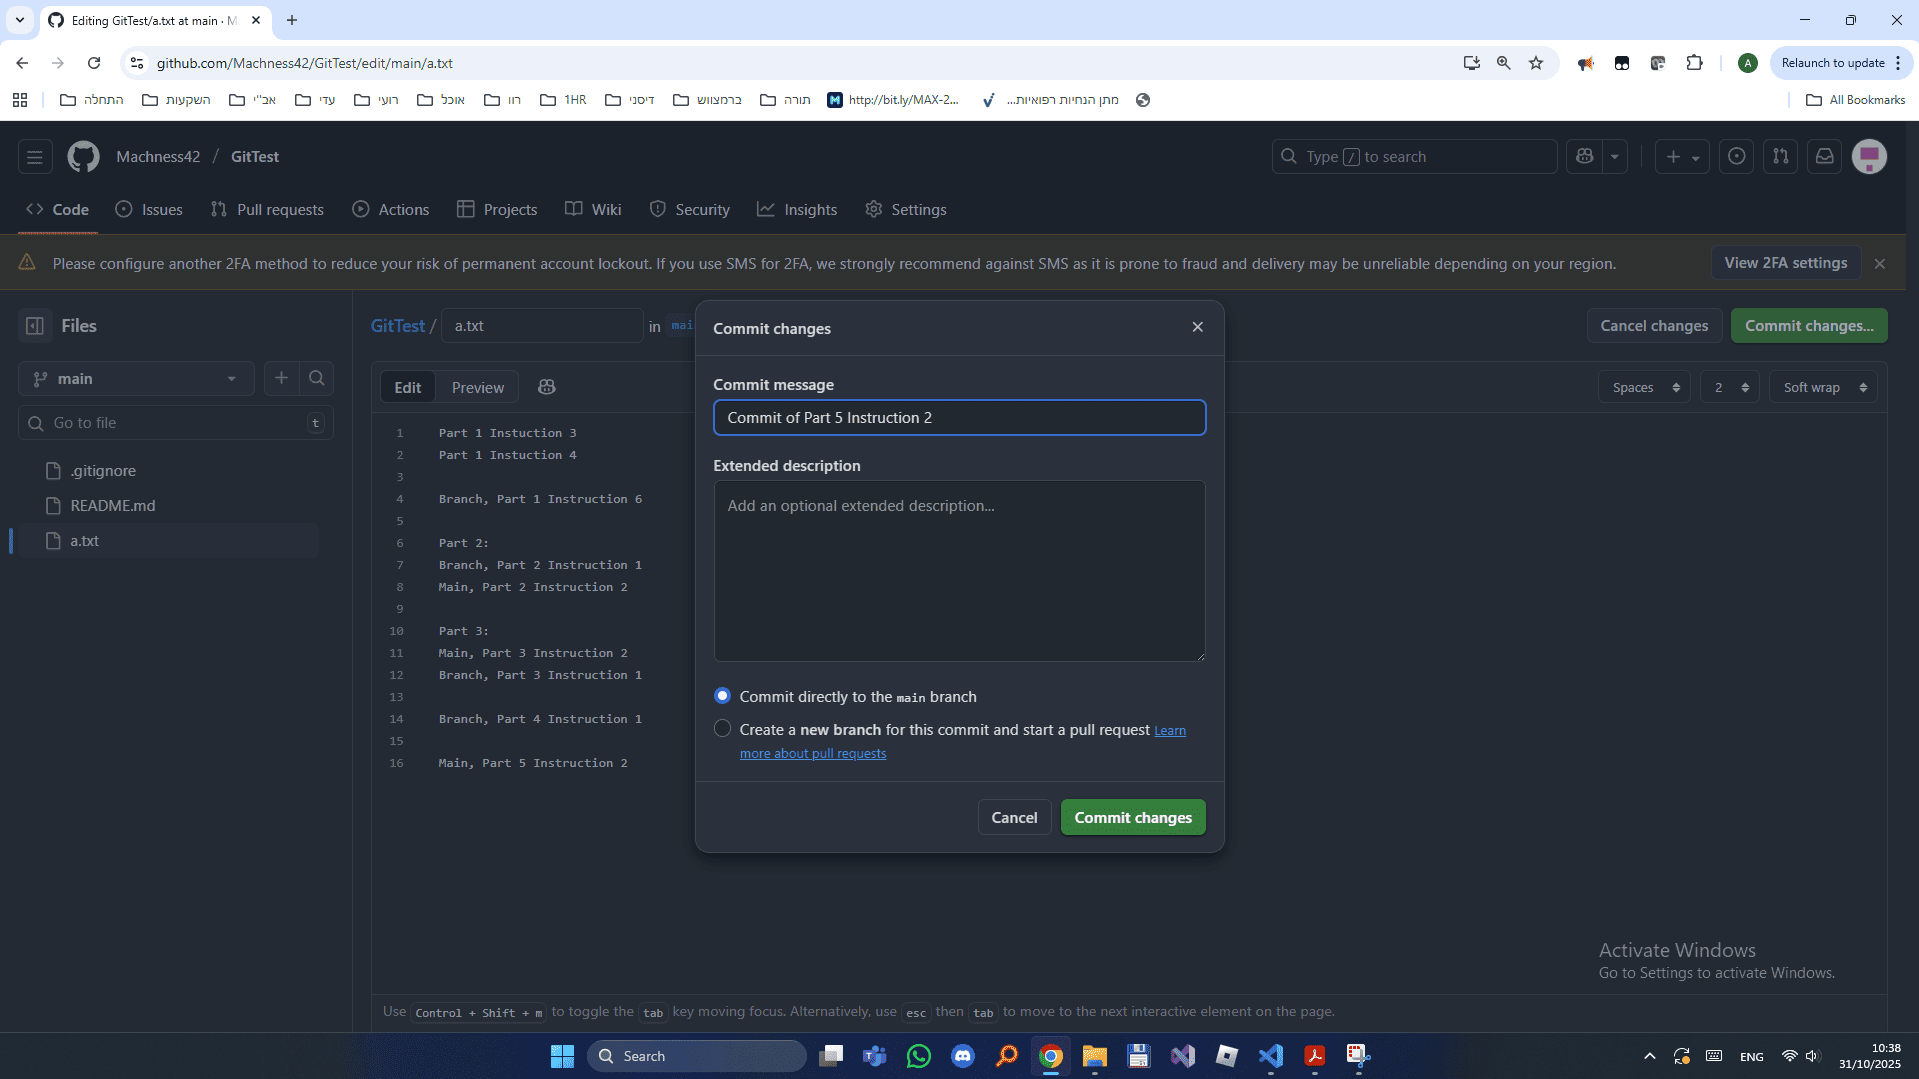 Editing GitTest/a.txt at main · M
github.com/Machness42/GitTest/edit/main/a.txt
A
Relaunch to update
התחלה
השקעות
אב"י
עדי
רועי
אוכל
רוו
1HR
דיסני
ברמצווש
תורה
http://bit.ly/MAX-2...
מתן הנחיות רפואיות...
All Bookmarks
Machness42 / GitTest
Type / to search
Code
Issues
Pull requests
Actions
Projects
Wiki
Security
Insights
Settings
Please configure another 2FA method to reduce your risk of permanent account lockout. If you use SMS for 2FA, we strongly recommend against SMS as it is prone to fraud and delivery may be unreliable depending on your region.
View 2FA settings
Files
main
Go to file
t
.gitignore
README.md
a.txt
GitTest / a.txt in mai
Cancel changes
Commit changes...
Edit
Preview
Spaces
2
Soft wrap
1 Part 1 Instuction 3
2 Part 1 Instuction 4
3
4 Branch, Part 1 Instruction 6
5
6 Part 2:
7 Branch, Part 2 Instruction 1
8 Main, Part 2 Instruction 2
9
10 Part 3:
11 Main, Part 3 Instruction 2
12 Branch, Part 3 Instruction 1
13
14 Branch, Part 4 Instruction 1
15
16 Main, Part 5 Instruction 2
Commit changes
Commit message
Commit of Part 5 Instruction 2
Extended description
Add an optional extended description...
Commit directly to the main branch
Create a new branch for this commit and start a pull request Learn
more about pull requests
Cancel
Commit changes
Activate Windows
Go to Settings to activate Windows.
Use Control + Shift + m to toggle the tab key moving focus. Alternatively, use esc then tab to move to the next interactive element on the page.
Search
ENG
10:38
31/10/2025